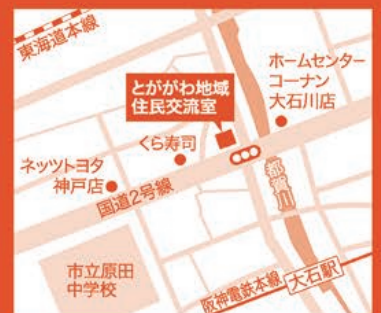 東海道本線
ホームセンター
コーナン
大石川店
とががわ地域
住民交流室
くら寿司
ネッツトヨタ
神戸店
国道2号線
都賀川
市立原田
中学校
阪神電鉄本線
大石駅